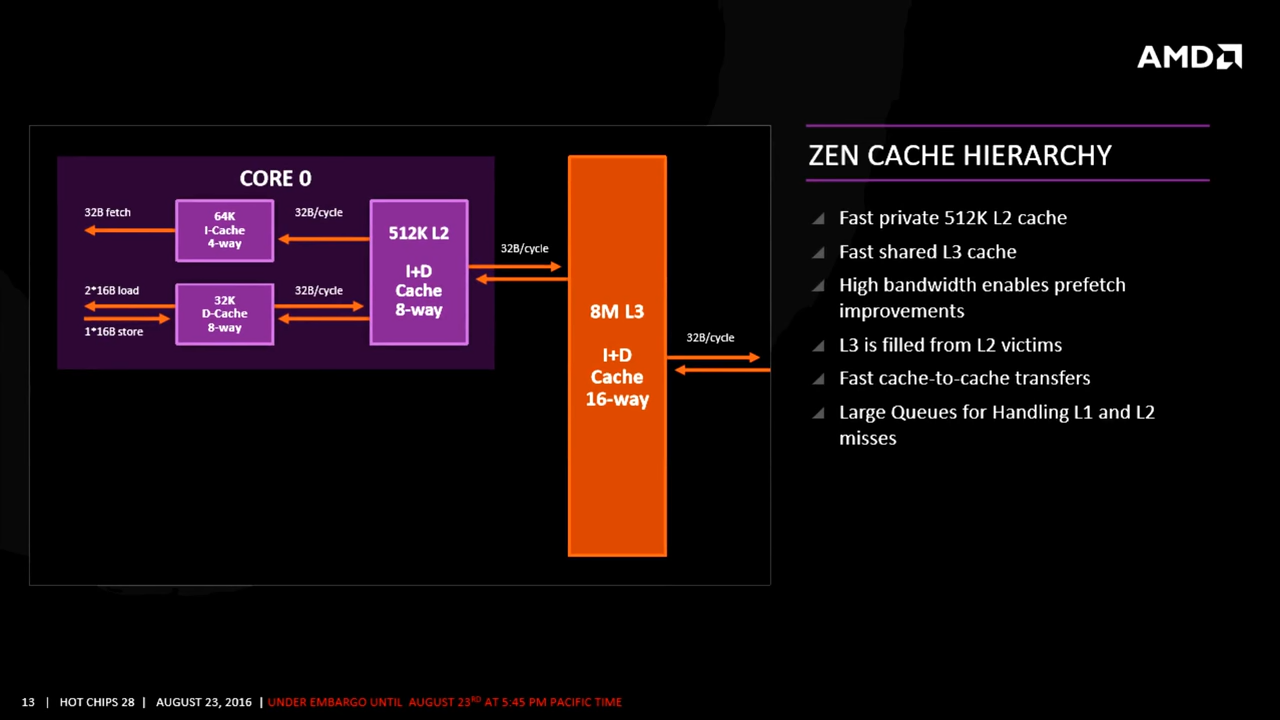 AMD
ZEN CACHE HIERARCHY
CORE 0
32B fetch
64K
I-Cache
4-way
32B/cycle
512K L2
I+D
Cache
8-way
2*16B load
1*16B store
32K
D-Cache
8-way
32B/cycle
32B/cycle
8M L3
I+D
Cache
16-way
32B/cycle
Fast private 512K L2 cache
Fast shared L3 cache
High bandwidth enables prefetch
improvements
L3 is filled from L2 victims
Fast cache-to-cache transfers
Large Queues for Handling L1 and L2
misses
13 | HOT CHIPS 28 | AUGUST 23, 2016 | UNDER EMBARGO UNTIL AUGUST 23RD AT 5:45 PM PACIFIC TIME